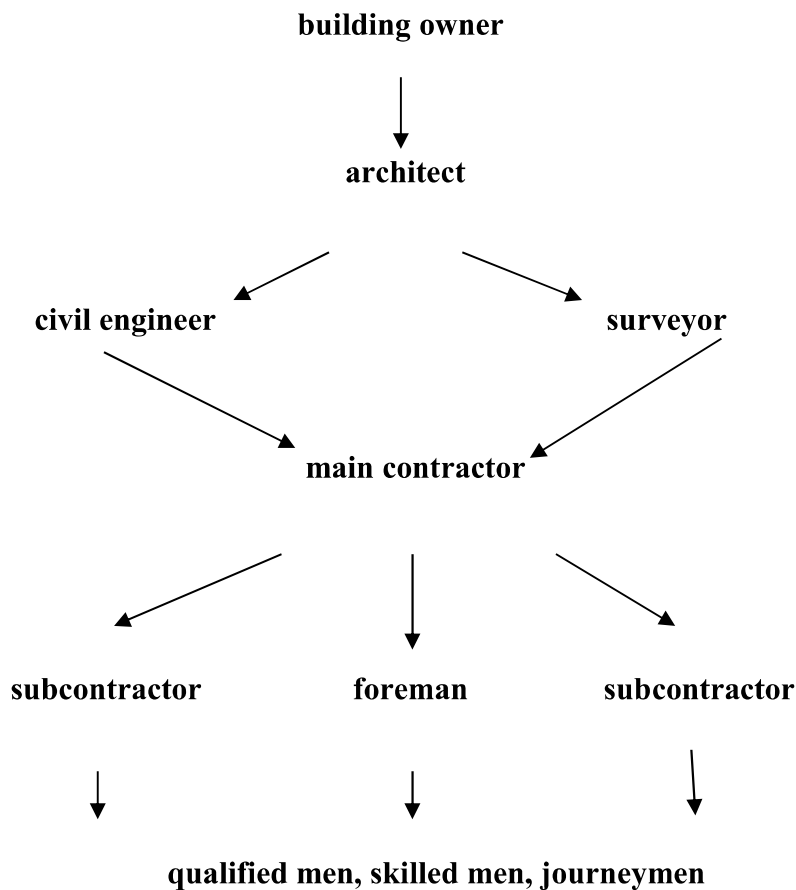 building owner
architect
civil engineer surveyor
main contractor
subcontractor foreman subcontractor
qualified men, skilled men, journeymen